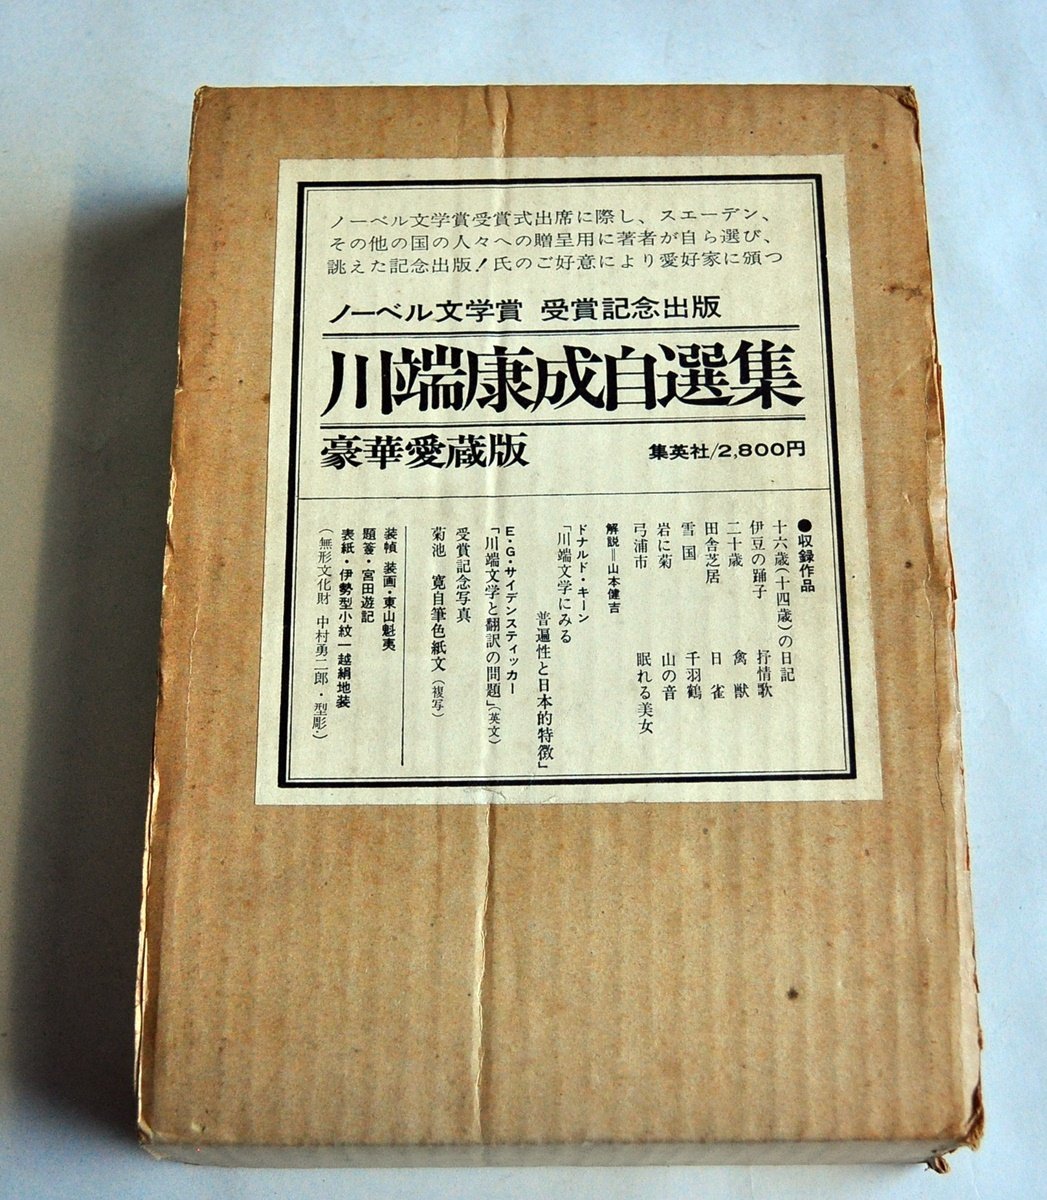 ノーベル文学賞受賞式出席に際し、スエーデン、
その他の国の人々への贈呈用に著者が自ら選び、
誂えた記念出版！氏のご好意により愛好家に頒つ
ノーベル文学賞 受賞記念出版
川端康成自選集
豪華愛蔵版
集英社/2,800円
●収録作品
十六歳（十四歳）の日記
伊豆の踊子 抒情歌
二十歳 禽獣
田舎芝居 日雀
雪国 千羽鶴
岩に菊 山の音
弓浦市 眠れる美女
解説＝山本健吉
ドナルド・キーン
「川端文学にみる
普遍性と日本的特徴」
E・G・サイデンスティッカー
「川端文学と翻訳の問題」（英文）
受賞記念写真
菊池 寛自筆色紙文（複写）
装幀 装画・東山魁夷
題簽・宮田遊記
表紙・伊勢型小紋一越絹地装
（無形文化財 中村勇二郎・型彫・）